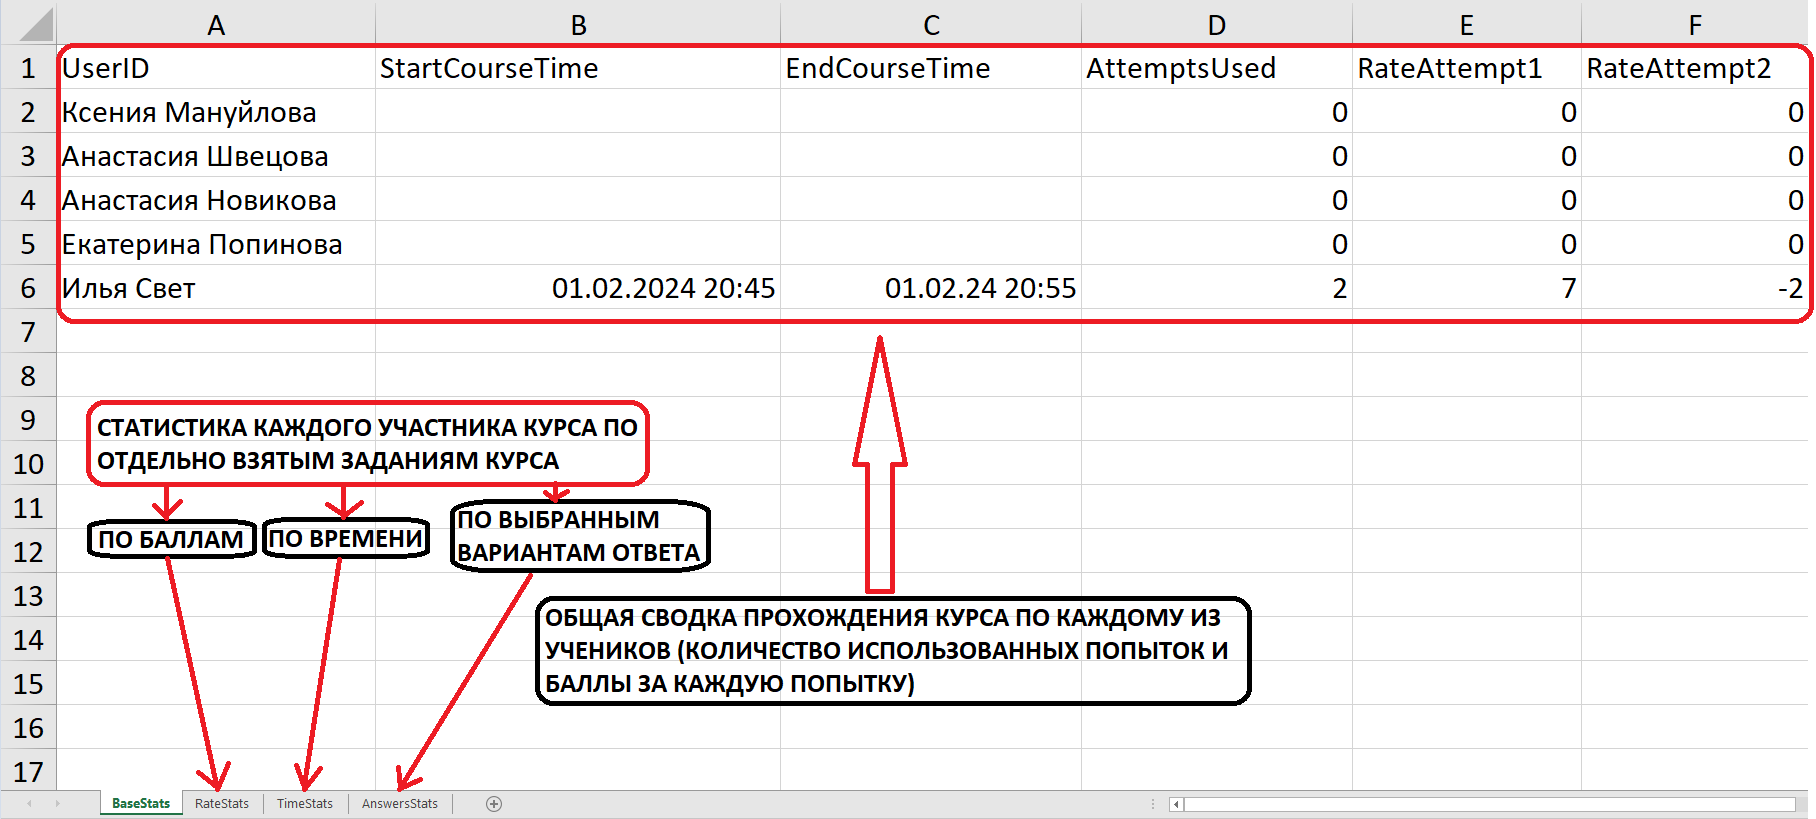 A B C D E F
1 UserID StartCourseTime EndCourseTime AttemptsUsed RateAttempt1 RateAttempt2
2 Ксения Мануйлова 0 0 0
3 Анастасия Швецова 0 0 0
4 Анастасия Новикова 0 0 0
5 Екатерина Попинова 0 0 0
6 Илья Свет 01.02.2024 20:45 01.02.24 20:55 2 7 -2
7
8
9
СТАТИСТИКА КАЖДОГО УЧАСТНИКА КУРСА ПО
10
ОТДЕЛЬНО ВЗЯТЫМ ЗАДАНИЯМ КУРСА
11
ПО БАЛЛАМ
ПО ВРЕМЕНИ
ПО ВЫБРАННЫМ
12
ВАРИАНТАМ ОТВЕТА
13
14
15
ОБЩАЯ СВОДКА ПРОХОЖДЕНИЯ КУРСА ПО КАЖДОМУ ИЗ
УЧЕНИКОВ (КОЛИЧЕСТВО ИСПОЛЬЗОВАННЫХ ПОПЫТОК И
БАЛЛЫ ЗА КАЖДУЮ ПОПЫТКУ)
16
17
BaseStats RateStats TimeStats AnswersStats